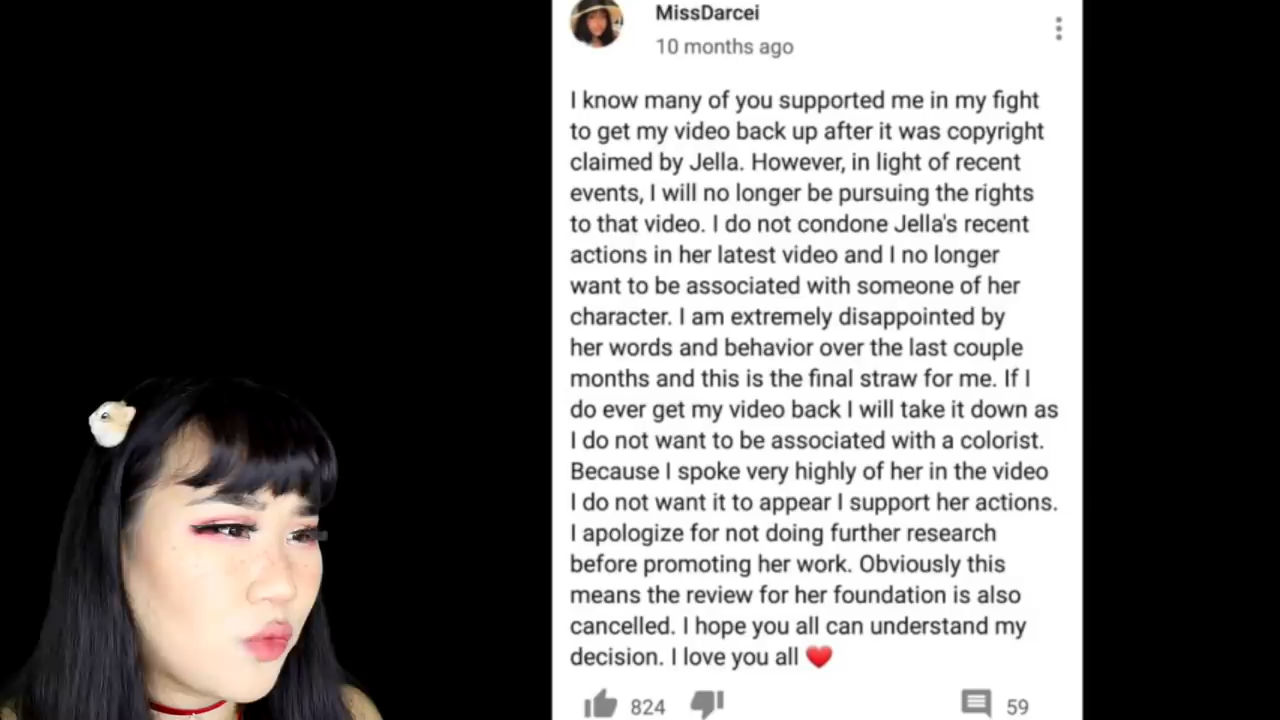 MissDarcei
10 months ago
I know many of you supported me in my fight
to get my video back up after it was copyright
claimed by Jella. However, in light of recent
events, I will no longer be pursuing the rights
to that video. I do not condone Jella's recent
actions in her latest video and I no longer
want to be associated with someone of her
character. I am extremely disappointed by
her words and behavior over the last couple
months and this is the final straw for me. If I
do ever get my video back I will take it down as
I do not want to be associated with a colorist.
Because I spoke very highly of her in the video
I do not want it to appear I support her actions.
I apologize for not doing further research
before promoting her work. Obviously this
means the review for her foundation is also
cancelled. I hope you all can understand my
decision. I love you all ❤️
824 59